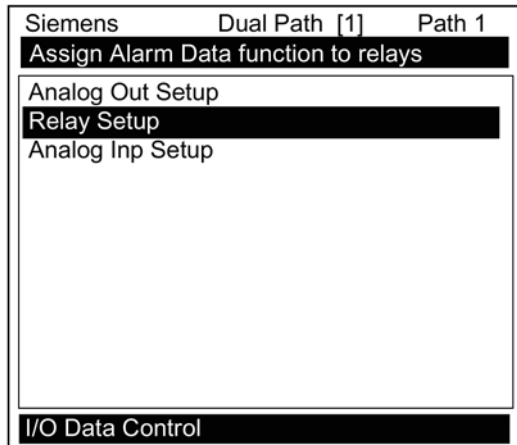 Siemens Dual Path [1] Path 1
Assign Alarm Data function to relays
Analog Out Setup
Relay Setup
Analog Inp Setup
I/O Data Control